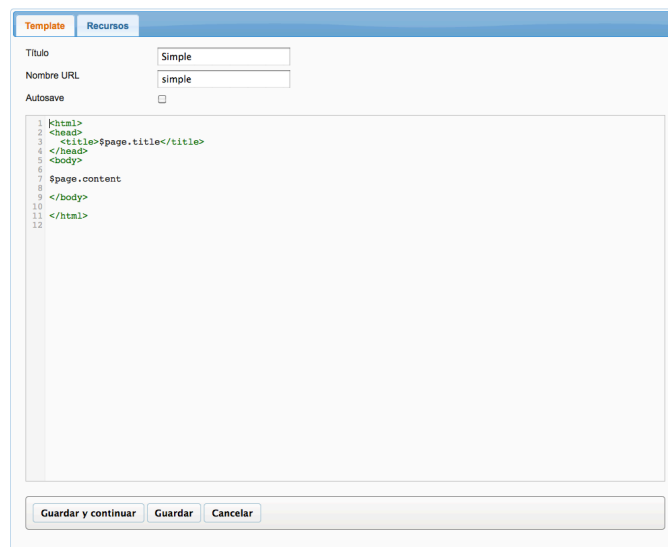 Template Recursos
Título Simple
Nombre URL simple
Autosave
1 <html>
2 <head>
3   <title>$page.title</title>
4 </head>
5 <body>
6
7 $page.content
8
9 </body>
10
11 </html>
12
Guardar y continuar Guardar Cancelar